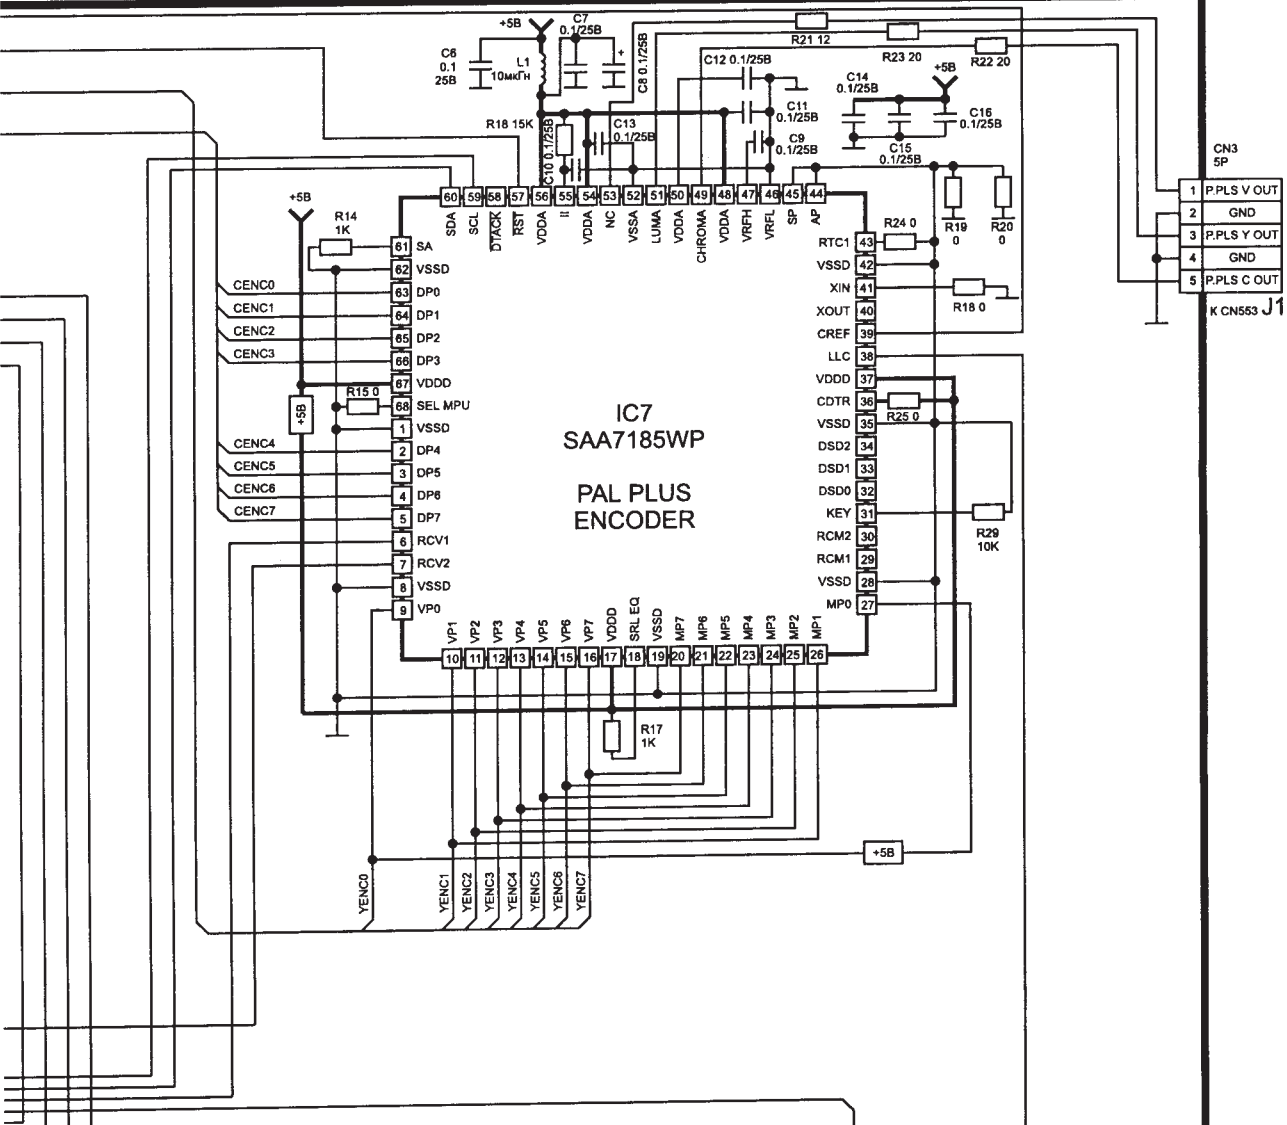 +5В
C7
0.1/25В
C6
0.1
25В
L1
10мкГн
+
C8 0.1/25В
R21 12
R23 20
R22 20
C12 0.1/25В
C14
0.1/25В
+5В
C11
0.1/25В
C16
0.1/25В
R18 15K
C10 0.1/25В
C13
0.1/25В
C9
0.1/25В
C15
0.1/25В
CN3
5P
1 P.PLS V OUT
2 GND
3 P.PLS Y OUT
4 GND
5 P.PLS C OUT
К CN553 J1
60 59 58 57 56 55 54 53 52 51 50 49 48 47 46 45 44
SDA SCL DTACK RST VDDA II VDDA NC VSSA LUMA VDDA CHROMA VDDA VRFH VRFL SP AP
+5В
R14
1K
R24 0
R19
0
R20
0
R18 0
61 SA
62 VSSD
CENC0 63 DP0
CENC1 64 DP1
CENC2 65 DP2
CENC3 66 DP3
67 VDDD
R15 0
68 SEL MPU
+5В
1 VSSD
CENC4 2 DP4
CENC5 3 DP5
CENC6 4 DP6
CENC7 5 DP7
6 RCV1
7 RCV2
8 VSSD
9 VP0
IC7
SAA7185WP
PAL PLUS
ENCODER
RTC1 43
VSSD 42
XIN 41
XOUT 40
CREF 39
LLC 38
VDDD 37
CDTR 36
R25 0
VSSD 35
DSD2 34
DSD1 33
DSD0 32
KEY 31
R29
10K
RCM2 30
RCM1 29
VSSD 28
MP0 27
VP1 VP2 VP3 VP4 VP5 VP6 VP7 VDDD SRL EQ VSSD MP7 MP6 MP5 MP4 MP3 MP2 MP1
10 11 12 13 14 15 16 17 18 19 20 21 22 23 24 25 26
R17
1K
+5В
YENC0 YENC1 YENC2 YENC3 YENC4 YENC5 YENC6 YENC7